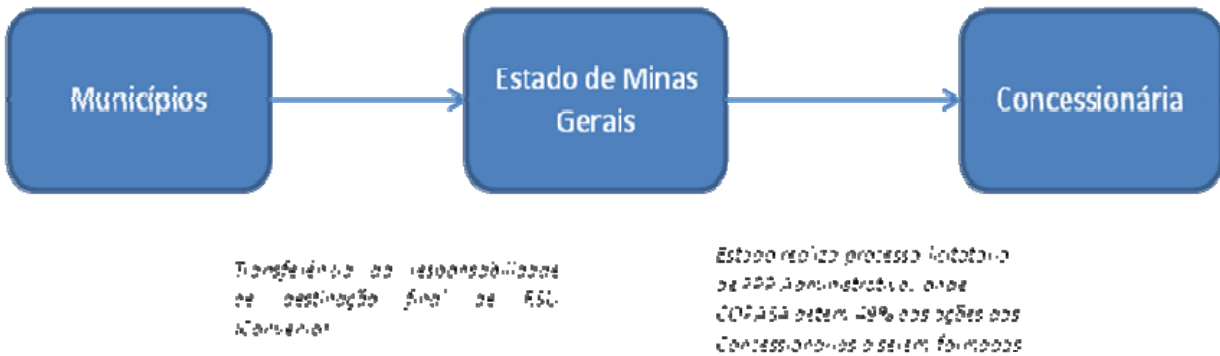 Municípios
Estado de Minas
Gerais
Concessionária
Transferência da responsabilidade
de destinação final de RSU
(Convênio)
Estado realiza processo licitatório
de PPP Administrativa, onde
COPASA detém 49% das ações das
Concessionárias a serem formadas